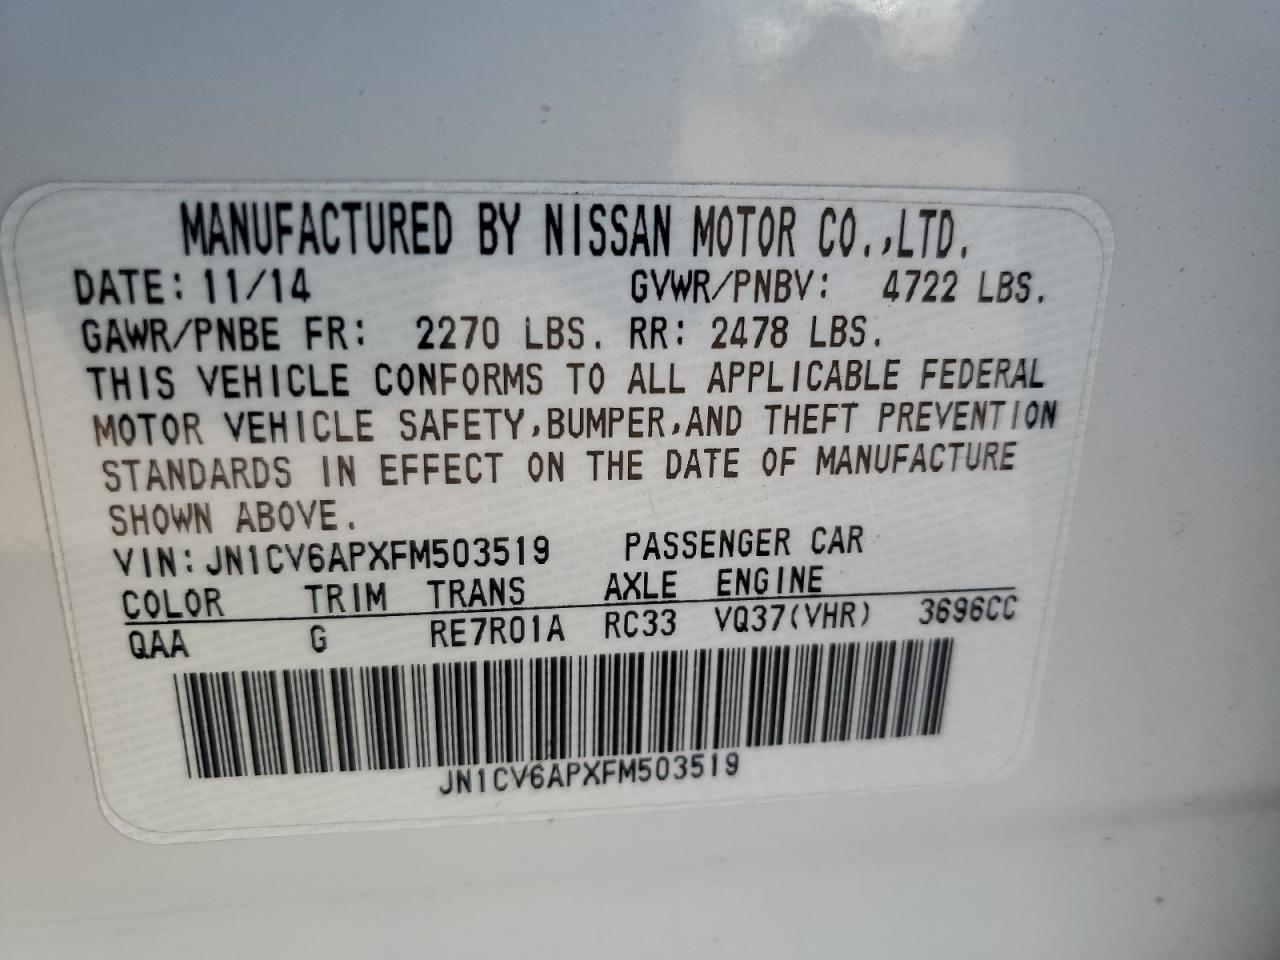 MANUFACTURED BY NISSAN MOTOR CO.,LTD.
DATE: 11/14 GVWR/PNBV: 4722 LBS.
GAWR/PNBE FR: 2270 LBS. RR: 2478 LBS.
THIS VEHICLE CONFORMS TO ALL APPLICABLE FEDERAL
MOTOR VEHICLE SAFETY,BUMPER,AND THEFT PREVENTION
STANDARDS IN EFFECT ON THE DATE OF MANUFACTURE
SHOWN ABOVE.
VIN: JN1CV6APXFM503519 PASSENGER CAR
COLOR TRIM TRANS AXLE ENGINE
QAA G RE7R01A RC33 VQ37(VHR) 3696CC
JN1CV6APXFM503519